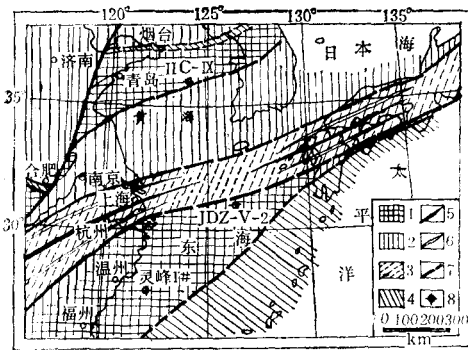 120° 125° 130° 135°
烟台
日本海
济南
青岛
IIC-IX
35
黄海
合肥
南京
上海
太
平
洋
30
杭州
JDZ-V-2
东
海
温州
灵峰1#
福州
1 5
2 6
3 7
4 8
0 100 200 300
km